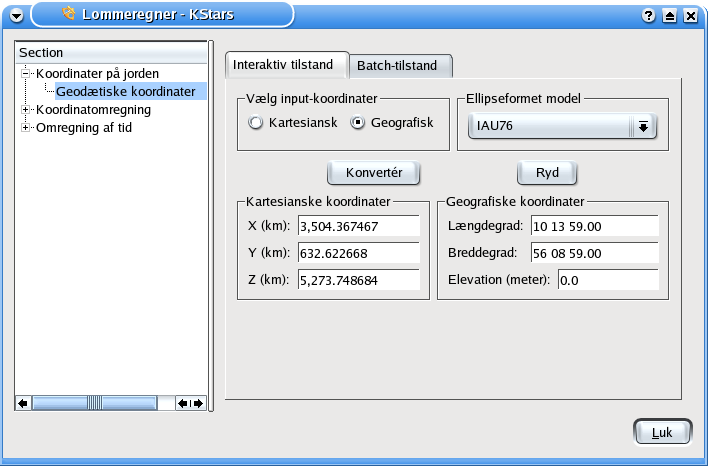 Lommeregner - KStars
Section
Koordinater på jorden
Geodætiske koordinater
Koordinatomregning
Omregning af tid
Interaktiv tilstand
Batch-tilstand
Vælg input-koordinater
Kartesiansk
Geografisk
Ellipseformet model
IAU76
Konvertér
Ryd
Kartesianske koordinater
X (km): 3,504.367467
Y (km): 632.622668
Z (km): 5,273.748684
Geografiske koordinater
Længdegrad: 10 13 59.00
Breddegrad: 56 08 59.00
Elevation (meter): 0.0
Luk